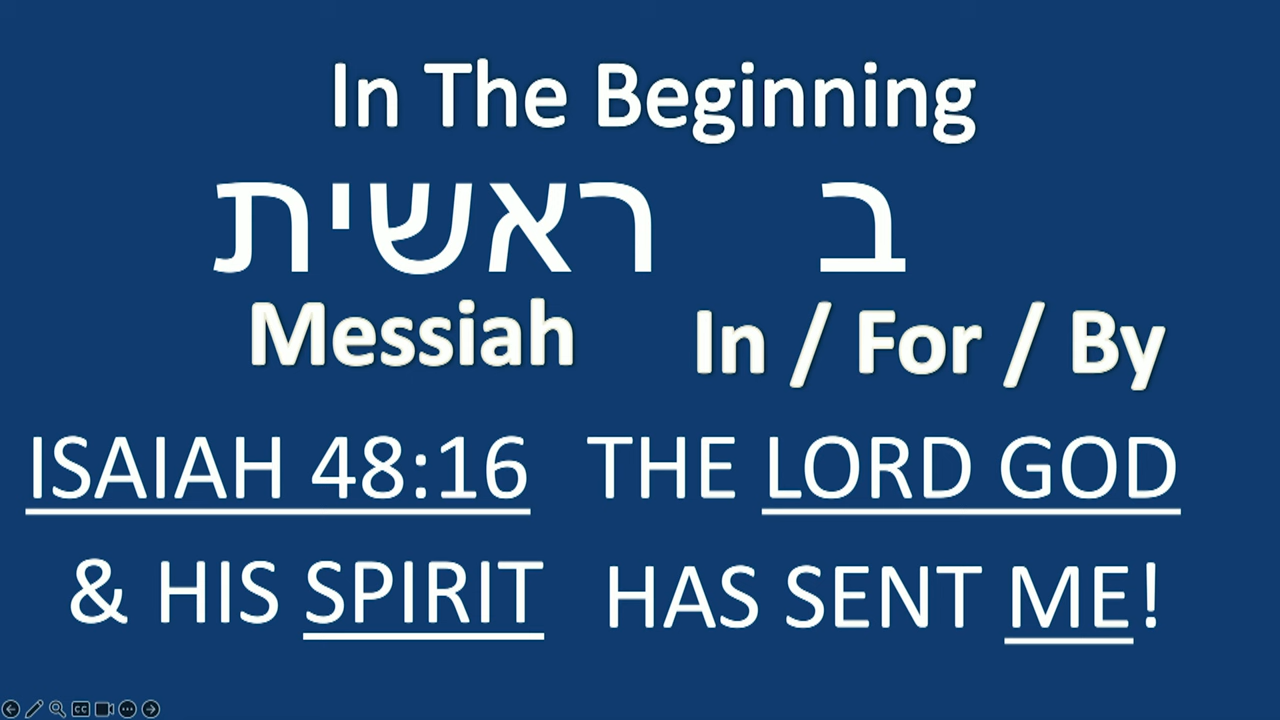 In The Beginning
ב ראשית
Messiah In / For / By
ISAIAH 48:16 THE LORD GOD
& HIS SPIRIT HAS SENT ME!